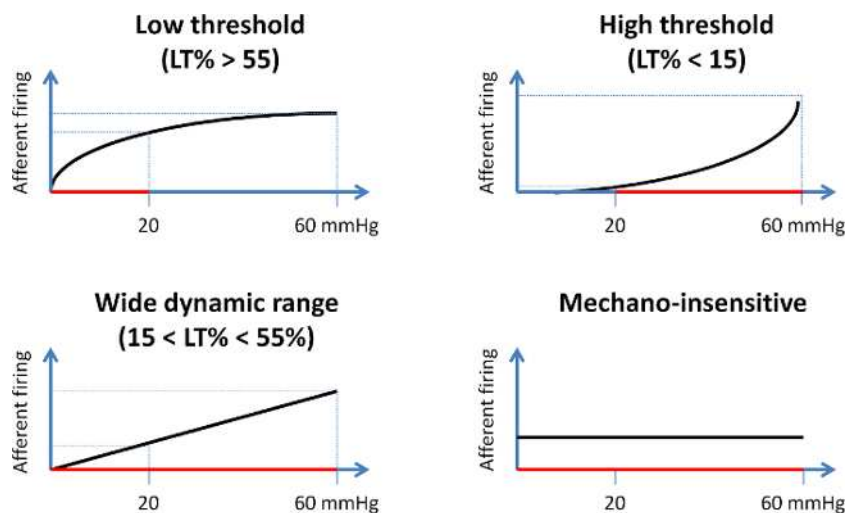 Low threshold
(LT% > 55)
Afferent firing
20
60 mmHg
High threshold
(LT% < 15)
Afferent firing
20
60 mmHg
Wide dynamic range
(15 < LT% < 55%)
Afferent firing
20
60 mmHg
Mechano-insensitive
Afferent firing
20
60 mmHg